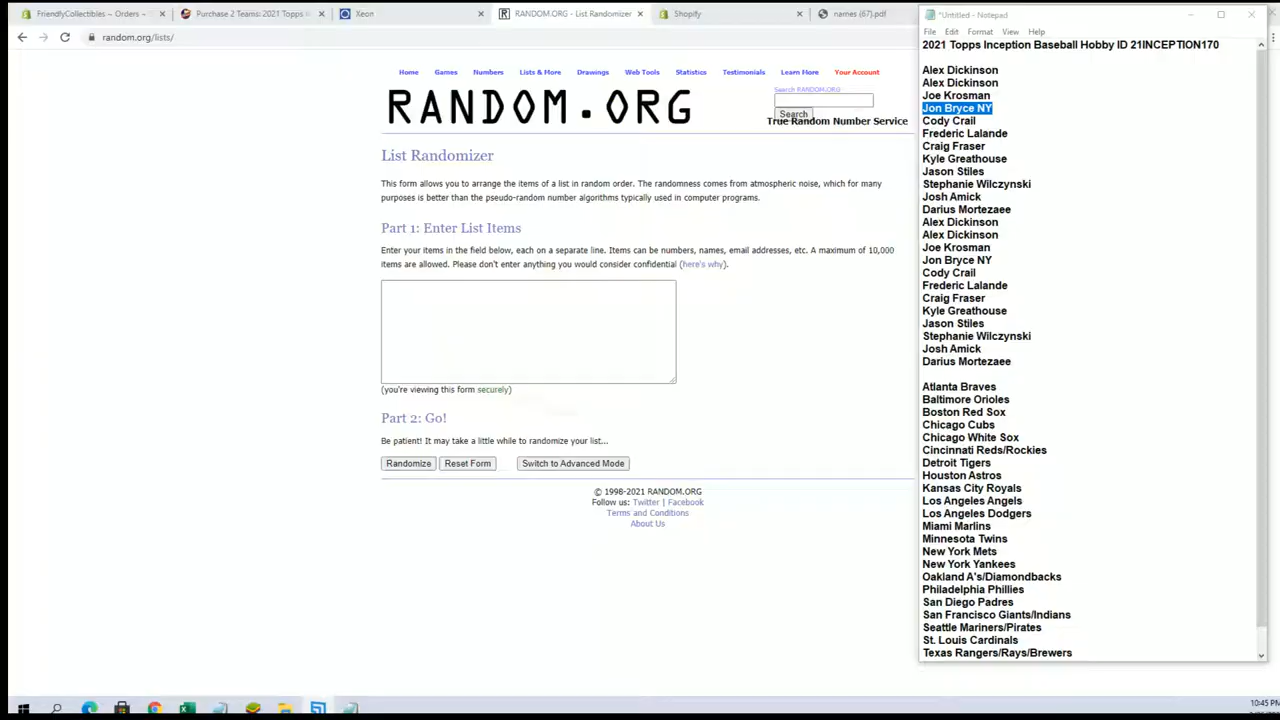 FriendlyCollectibles ~ Orders ~
Purchase 2 Teams: 2021 Topps
Xeon
RANDOM.ORG - List Randomizer
Shopify
names (67).pdf
random.org/lists/
Home Games Numbers Lists & More Drawings Web Tools Statistics Testimonials Learn More Your Account
RANDOM.ORG
Search RANDOM.ORG
Search
True Random Number Service
List Randomizer
This form allows you to arrange the items of a list in random order. The randomness comes from atmospheric noise, which for many
purposes is better than the pseudo-random number algorithms typically used in computer programs.
Part 1: Enter List Items
Enter your items in the field below, each on a separate line. Items can be numbers, names, email addresses, etc. A maximum of 10,000
items are allowed. Please don't enter anything you would consider confidential (here's why).
(you're viewing this form securely)
Part 2: Go!
Be patient! It may take a little while to randomize your list...
Randomize Reset Form Switch to Advanced Mode
© 1998-2021 RANDOM.ORG
Follow us: Twitter | Facebook
Terms and Conditions
About Us
*Untitled - Notepad
File Edit Format View Help
2021 Topps Inception Baseball Hobby ID 21INCEPTION170
Alex Dickinson
Alex Dickinson
Joe Krosman
Jon Bryce NY
Cody Crail
Frederic Lalande
Craig Fraser
Kyle Greathouse
Jason Stiles
Stephanie Wilczynski
Josh Amick
Darius Mortezaee
Alex Dickinson
Alex Dickinson
Joe Krosman
Jon Bryce NY
Cody Crail
Frederic Lalande
Craig Fraser
Kyle Greathouse
Jason Stiles
Stephanie Wilczynski
Josh Amick
Darius Mortezaee
Atlanta Braves
Baltimore Orioles
Boston Red Sox
Chicago Cubs
Chicago White Sox
Cincinnati Reds/Rockies
Detroit Tigers
Houston Astros
Kansas City Royals
Los Angeles Angels
Los Angeles Dodgers
Miami Marlins
Minnesota Twins
New York Mets
New York Yankees
Oakland A's/Diamondbacks
Philadelphia Phillies
San Diego Padres
San Francisco Giants/Indians
Seattle Mariners/Pirates
St. Louis Cardinals
Texas Rangers/Rays/Brewers
10:45 PM